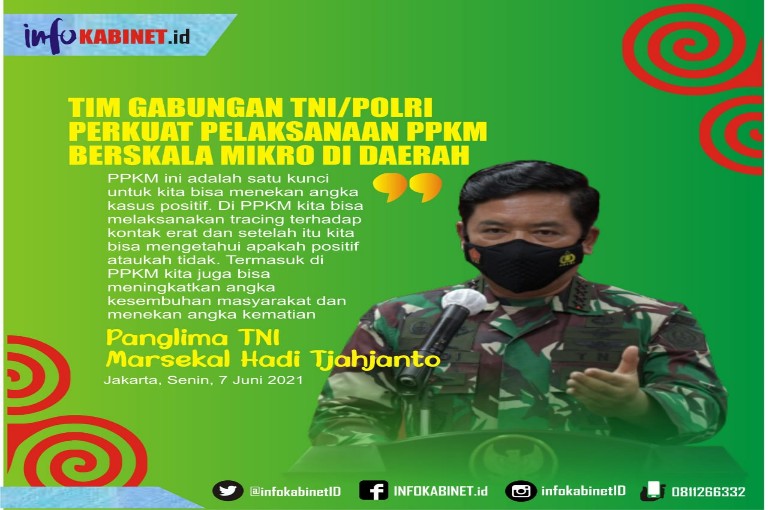 infoKABINET.id
TIM GABUNGAN TNI/POLRI
PERKUAT PELAKSANAAN PPKM
BERSKALA MIKRO DI DAERAH
PPKM ini adalah satu kunci
untuk kita bisa menekan angka
kasus positif. Di PPKM kita bisa
melaksanakan tracing terhadap
kontak erat dan setelah itu kita
bisa mengetahui apakah positif
ataukah tidak. Termasuk di
PPKM kita juga bisa
meningkatkan angka
kesembuhan masyarakat dan
menekan angka kematian
Panglima TNI
Marsekal Hadi Tjahjanto
Jakarta, Senin, 7 Juni 2021
@infokabinetID INFOKABINET.id infokabinetID 0811266332